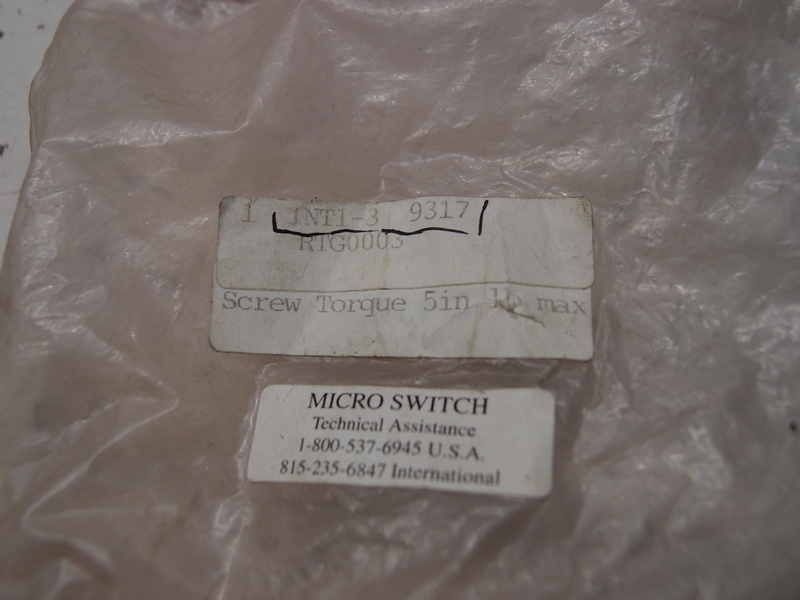 1 1NT1-3 9317
RTG0003
Screw Torque 5in lb max
MICRO SWITCH
Technical Assistance
1-800-537-6945 U.S.A.
815-235-6847 International